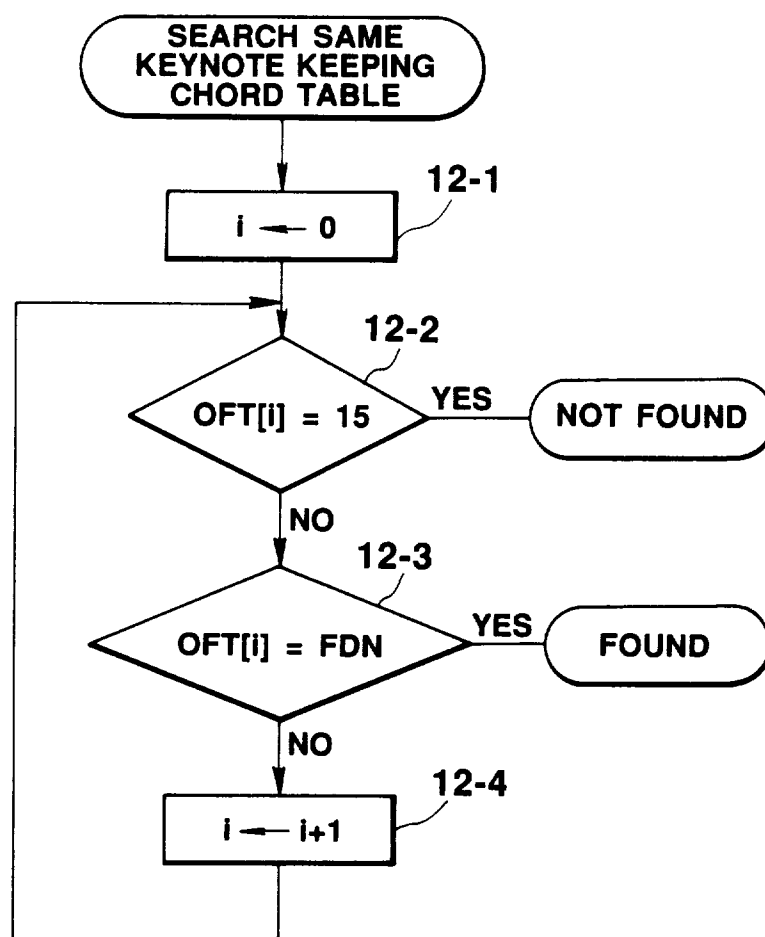 SEARCH SAME
KEYNOTE KEEPING
CHORD TABLE
12-1
i ← 0
12-2
OFT[i] = 15
YES
NOT FOUND
NO
12-3
OFT[i] = FDN
YES
FOUND
NO
12-4
i ← i+1